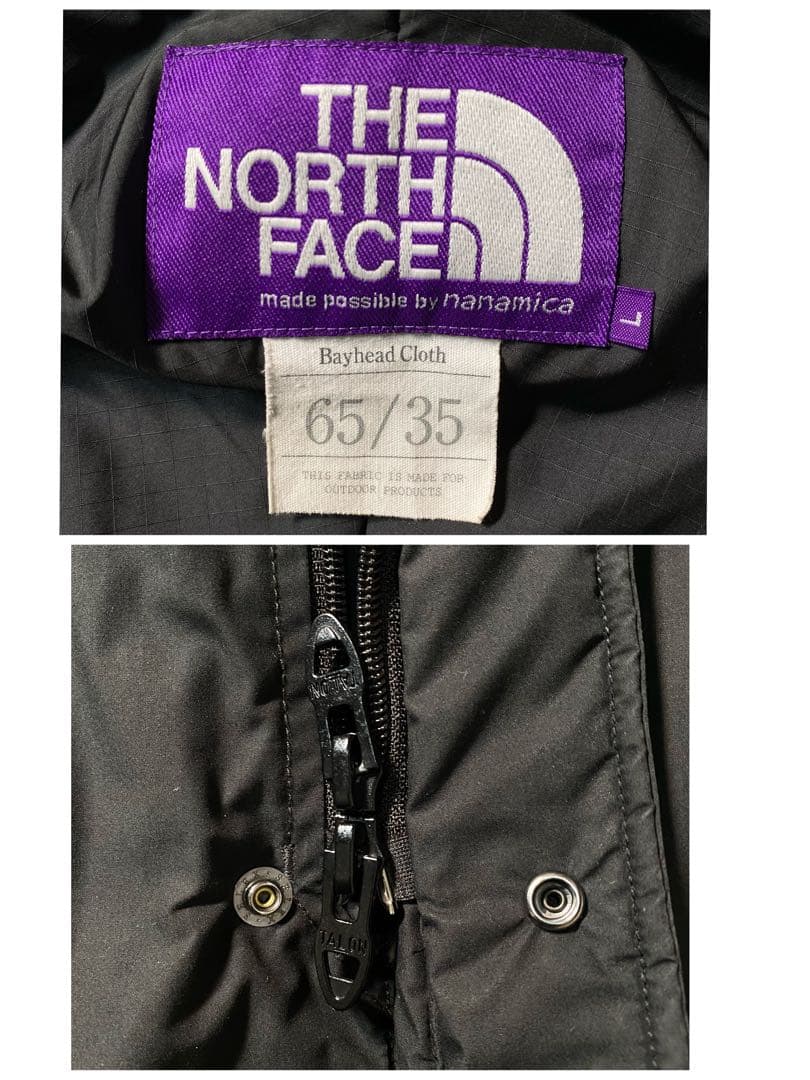 THE
NORTH
FACE
made possible by nanamica
L
Bayhead Cloth
65/35
THIS FABRIC IS MADE FOR
OUTDOOR PRODUCTS
TALON
TALON